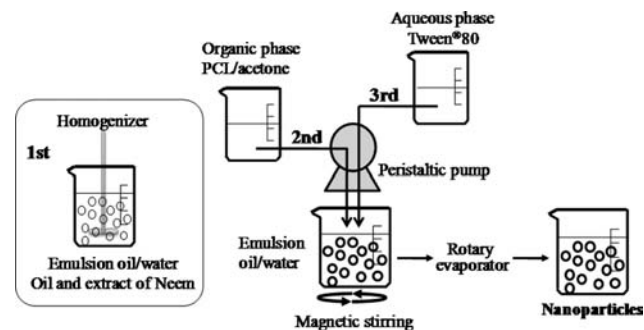 Homogenizer
1st
Emulsion oil/water
Oil and extract of Neem
Organic phase
PCL/acetone
2nd
Aqueous phase
Tween®80
3rd
Peristaltic pump
Emulsion
oil/water
Magnetic stirring
Rotary
evaporator
Nanoparticles